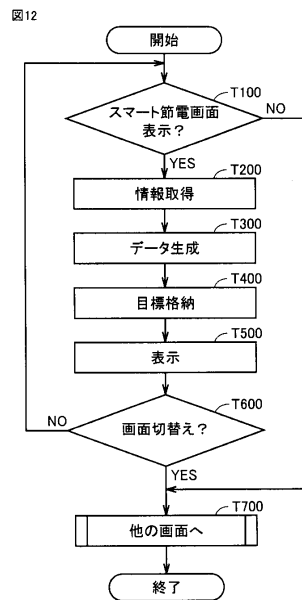 図12
開始
T100
スマート節電画面
表示？
NO
YES
T200
情報取得
T300
データ生成
T400
目標格納
T500
表示
T600
NO
画面切替え？
YES
T700
他の画面へ
終了